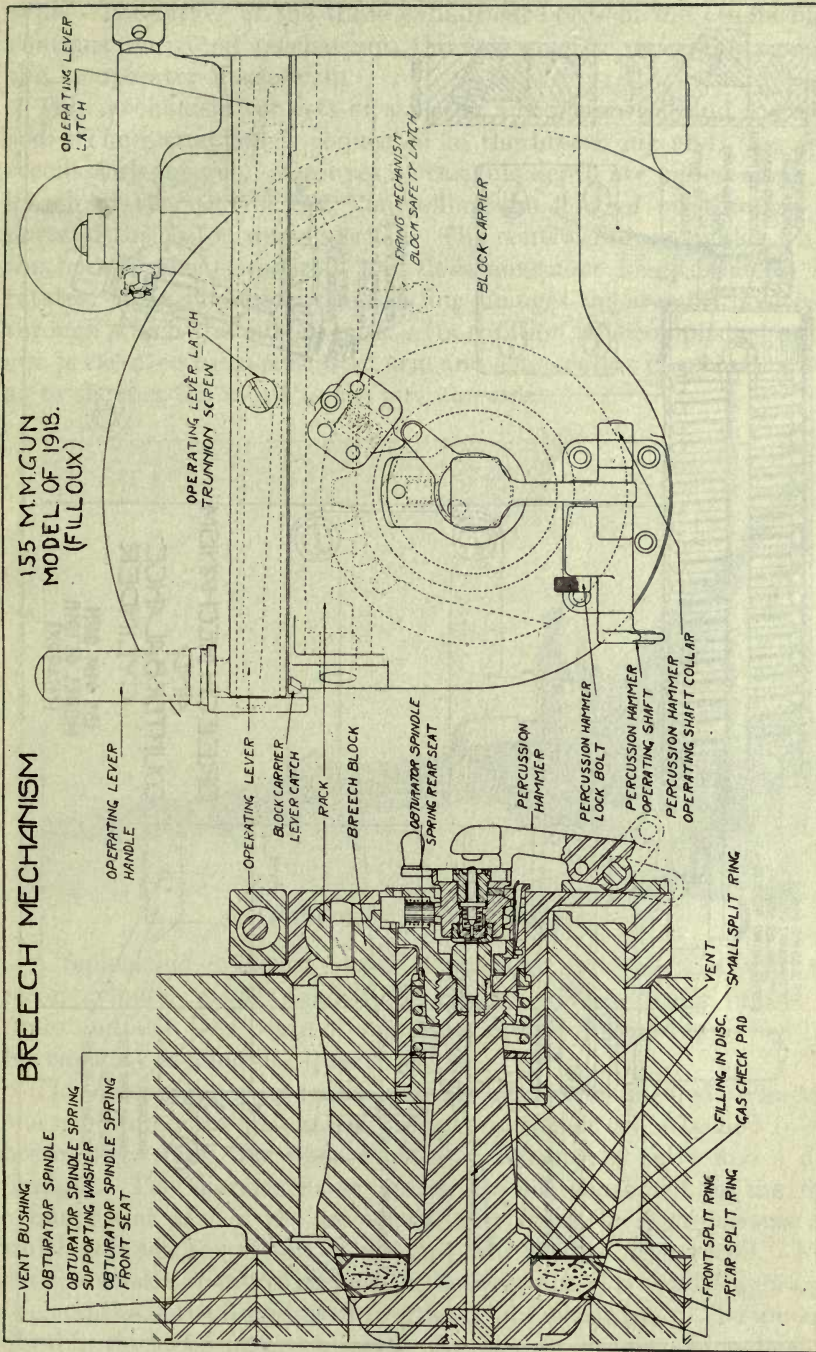 BREECH MECHANISM
155 M.M. GUN
MODEL OF 1918.
(FILLOUX)
VENT BUSHING
OBTURATOR SPINDLE
OBTURATOR SPINDLE SPRING
SUPPORTING WASHER
OBTURATOR SPINDLE SPRING
FRONT SEAT
OPERATING LEVER
HANDLE
OPERATING LEVER
BLOCK CARRIER
LEVER CATCH
RACK
BREECH BLOCK
OBTURATOR SPINDLE
SPRING REAR SEAT
PERCUSSION
HAMMER
PERCUSSION HAMMER
LOCK BOLT
PERCUSSION HAMMER
OPERATING SHAFT
PERCUSSION HAMMER
OPERATING SHAFT COLLAR
OPERATING LEVER
LATCH
OPERATING LEVER LATCH
TRUNNION SCREW
FIRING MECHANISM
BLOCK SAFETY LATCH
BLOCK CARRIER
FRONT SPLIT RING
REAR SPLIT RING
FILLING IN DISC.
GAS CHECK PAD
VENT
SMALL SPLIT RING